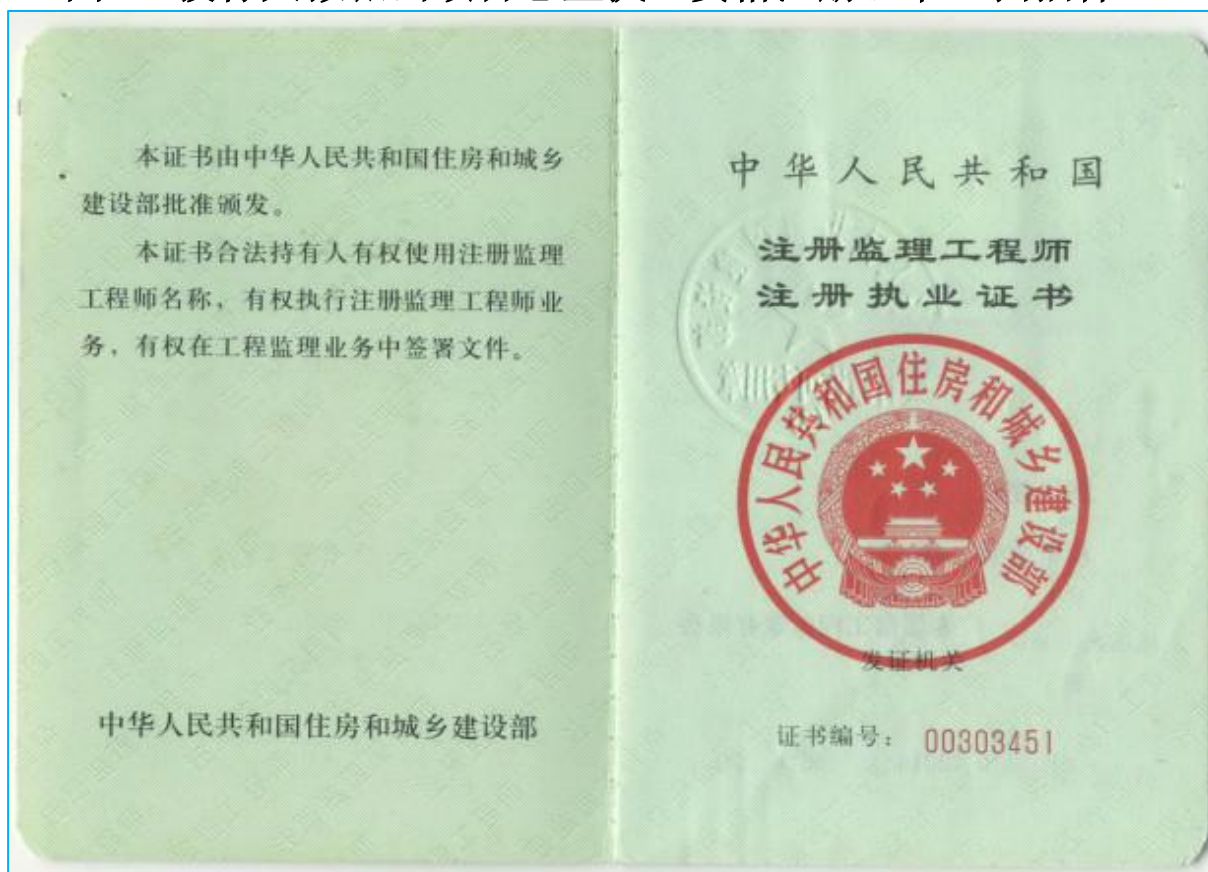 本证书由中华人民共和国住房和城乡
建设部批准颁发。
本证书合法持有人有权使用注册监理
工程师名称，有权执行注册监理工程师业
务，有权在工程监理业务中签署文件。
中华人民共和国住房和城乡建设部
中华人民共和国
注册监理工程师
注册执业证书
中华人民共和国住房和城乡建设部
发证机关
证书编号：00303451